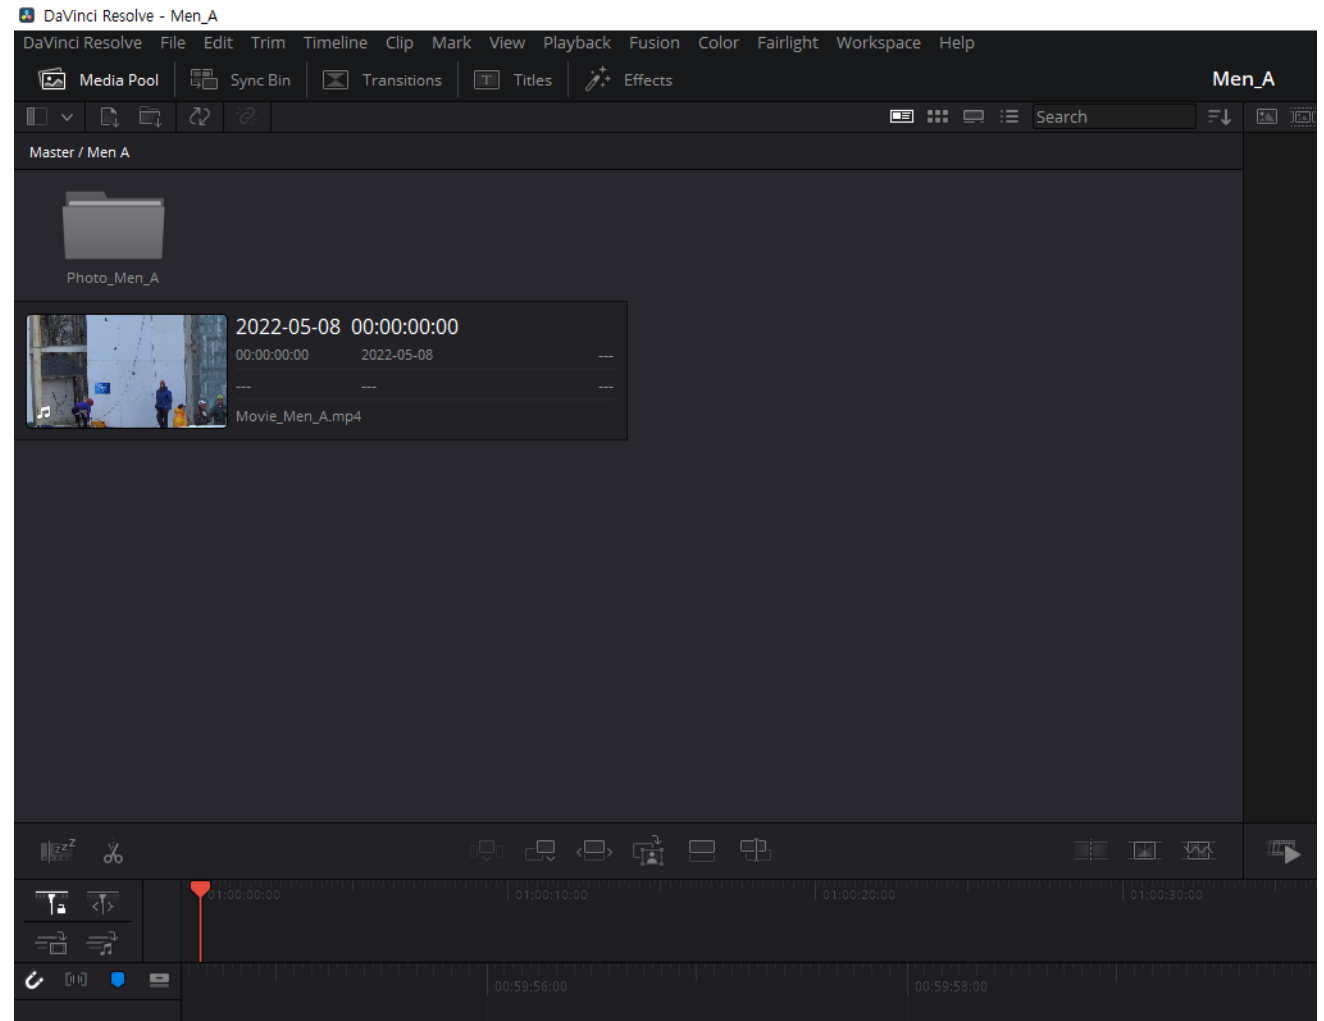 DaVinci Resolve - Men_A
DaVinci Resolve File Edit Trim Timeline Clip Mark View Playback Fusion Color Fairlight Workspace Help
Media Pool Sync Bin Transitions Titles Effects Men_A
Search
Master / Men A
Photo_Men_A
2022-05-08 00:00:00:00
00:00:00:00 2022-05-08 ---
--- --- ---
Movie_Men_A.mp4
01:00:00:00 01:00:10:00 01:00:20:00 01:00:30:00
00:59:56:00 00:59:58:00